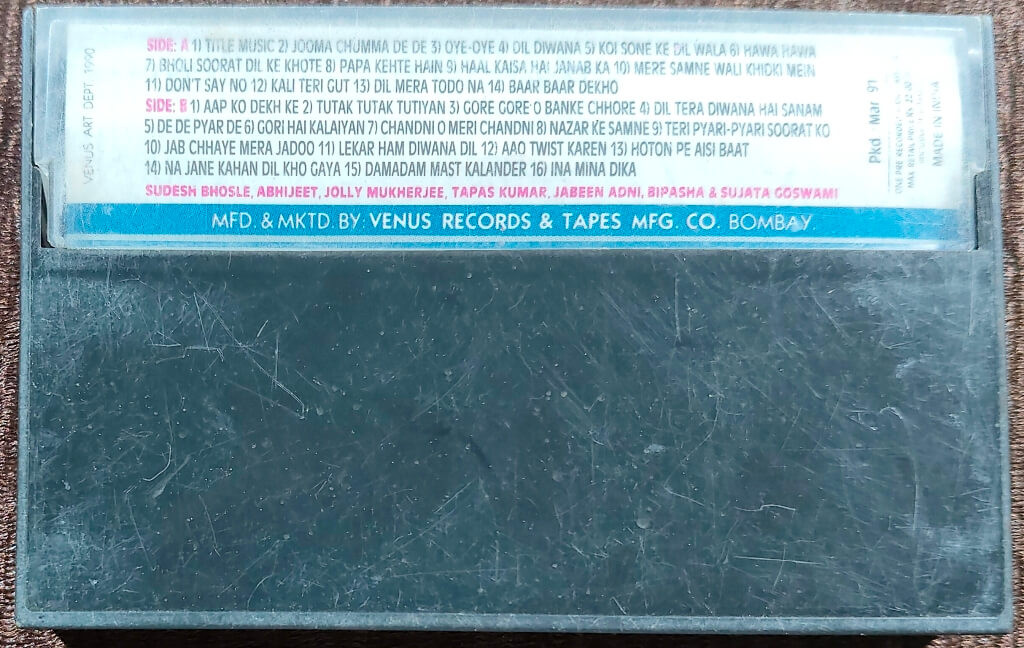 SIDE: A 1) TITLE MUSIC 2) JOOMA CHUMMA DE DE 3) OYE-OYE 4) DIL DIWANA 5) KOI SONE KE DIL WALA 6) HAWA HAWA
7) BHOLI SOORAT DIL KE KHOTE 8) PAPA KEHTE HAIN 9) HAAL KAISA HAI JANAB KA 10) MERE SAMNE WALI KHIDKI MEIN
11) DON'T SAY NO 12) KALI TERI GUT 13) DIL MERA TODO NA 14) BAAR BAAR DEKHO
SIDE: B 1) AAP KO DEKH KE 2) TUTAK TUTAK TUTIYAN 3) GORE GORE O BANKE CHHORE 4) DIL TERA DIWANA HAI SANAM
5) DE DE PYAR DE 6) GORI HAI KALAIYAN 7) CHANDNI O MERI CHANDNI 8) NAZAR KE SAMNE 9) TERI PYARI-PYARI SOORAT KO
10) JAB CHHAYE MERA JADOO 11) LEKAR HAM DIWANA DIL 12) AAO TWIST KAREN 13) HOTON PE AISI BAAT
14) NA JANE KAHAN DIL KHO GAYA 15) DAMADAM MAST KALANDER 16) INA MINA DIKA
SUDESH BHOSLE, ABHIJEET, JOLLY MUKHERJEE, TAPAS KUMAR, JABEEN ADNI, BIPASHA & SUJATA GOSWAMI
MFD. & MKTD. BY: VENUS RECORDS & TAPES MFG. CO. BOMBAY.
VENUS ART DEPT 1990
Pkd Mar 91
MADE IN INDIA